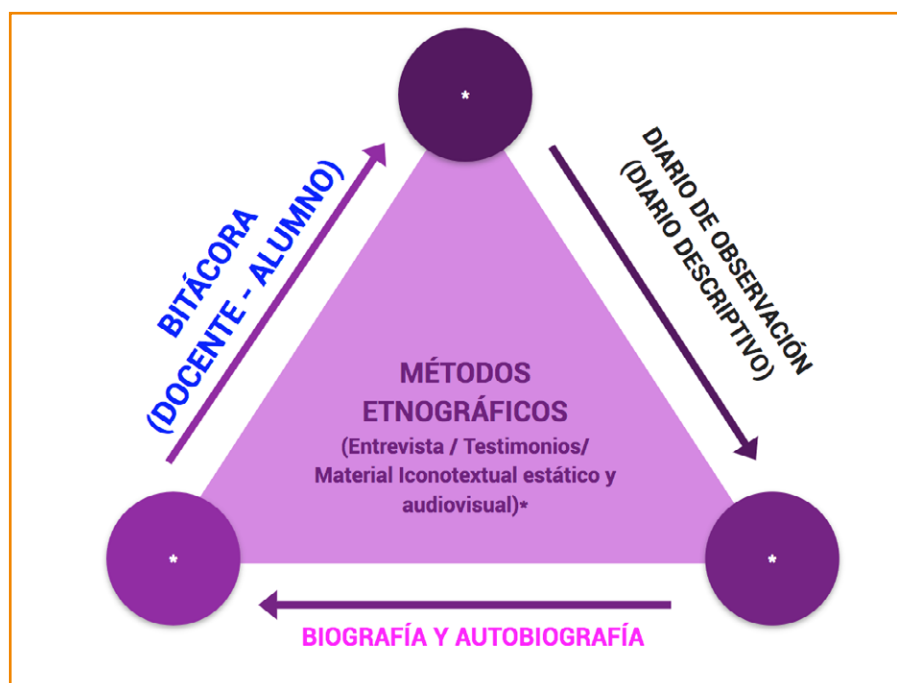 *
BITÁCORA
(DOCENTE - ALUMNO)
DIARIO DE OBSERVACIÓN
(DIARIO DESCRIPTIVO)
MÉTODOS
ETNOGRÁFICOS
(Entrevista / Testimonios/
Material Iconotextual estático y
audiovisual)*
*
*
BIOGRAFÍA Y AUTOBIOGRAFÍA